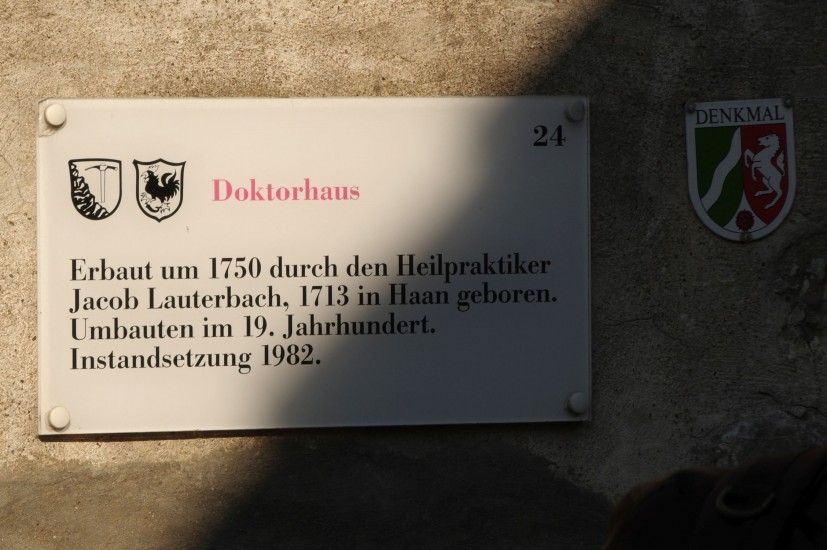 24
Doktorhaus
Erbaut um 1750 durch den Heilpraktiker
Jacob Lauterbach, 1713 in Haan geboren.
Umbauten im 19. Jahrhundert.
Instandsetzung 1982.
DENKMAL